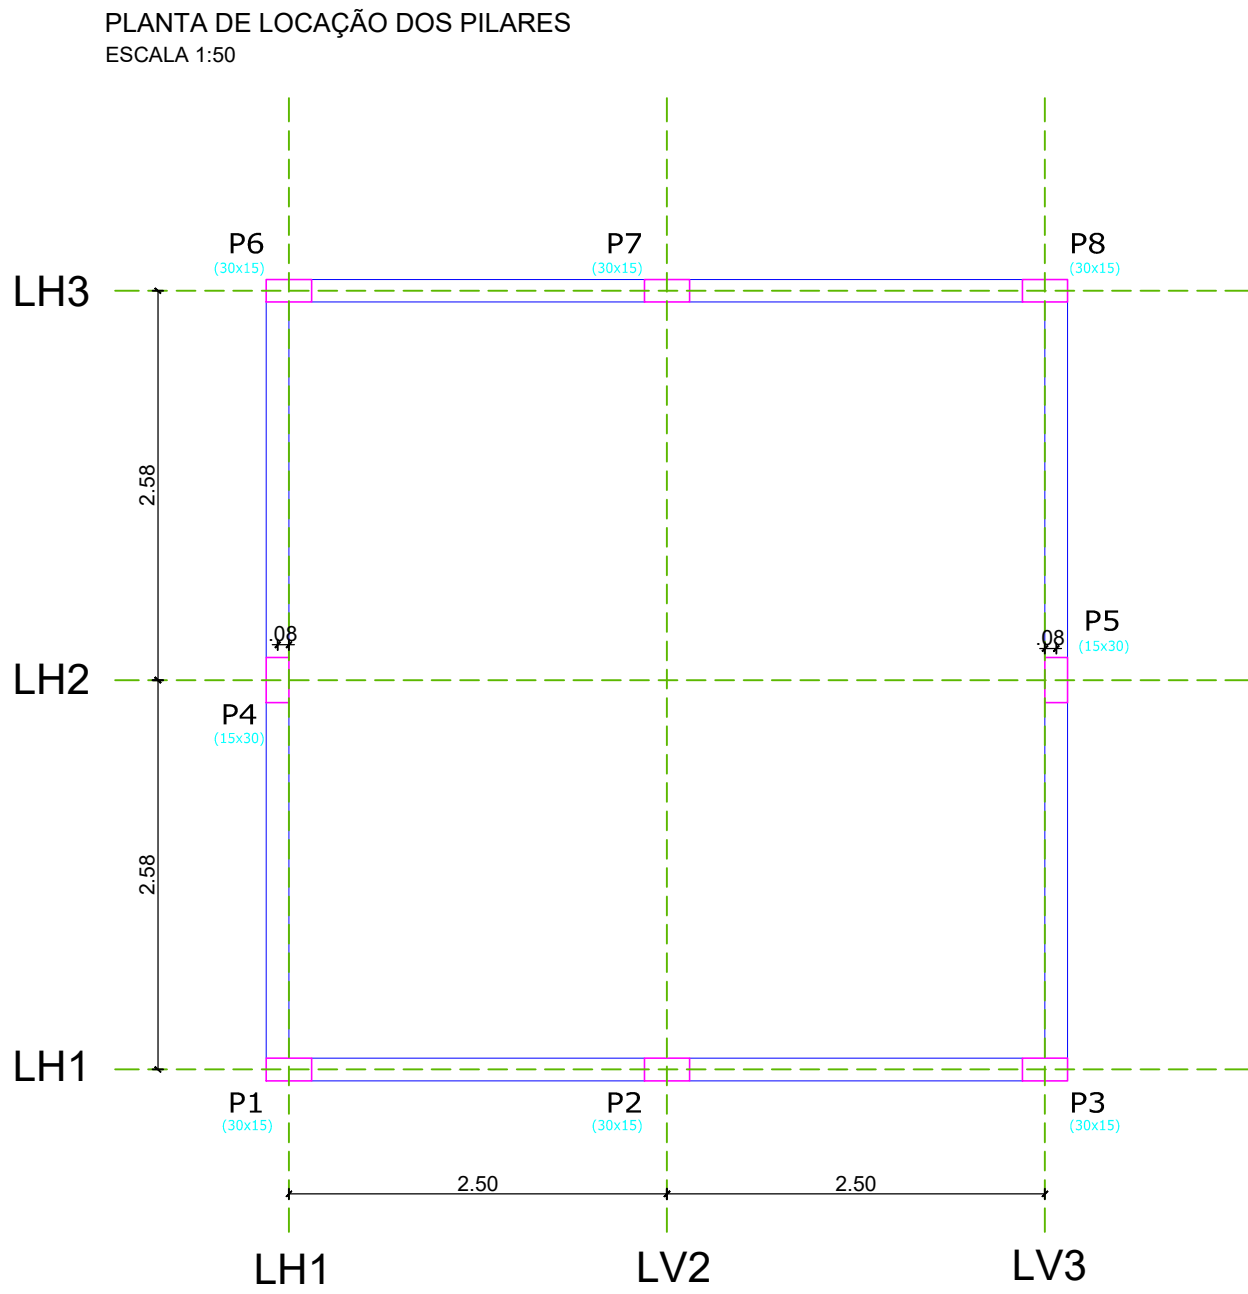 PLANTA DE LOCAÇÃO DOS PILARES
ESCALA 1:50
P6
(30x15)
P7
(30x15)
P8
(30x15)
LH3
2.58
.08
.08
P5
(15x30)
LH2
P4
(15x30)
2.58
LH1
P1
(30x15)
P2
(30x15)
P3
(30x15)
2.50
2.50
LH1
LV2
LV3